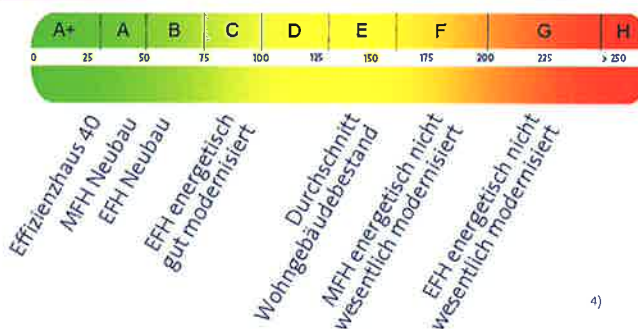 A+ A B C D E F G H
0 25 50 75 100 125 150 175 200 225 > 250
Effizienzhaus 40
MFH Neubau
EFH Neubau
EFH energetisch
gut modernisiert
Durchschnitt
Wohngebäudebestand
MFH energetisch nicht
wesentlich modernisiert
EFH energetisch nicht
wesentlich modernisiert
4)